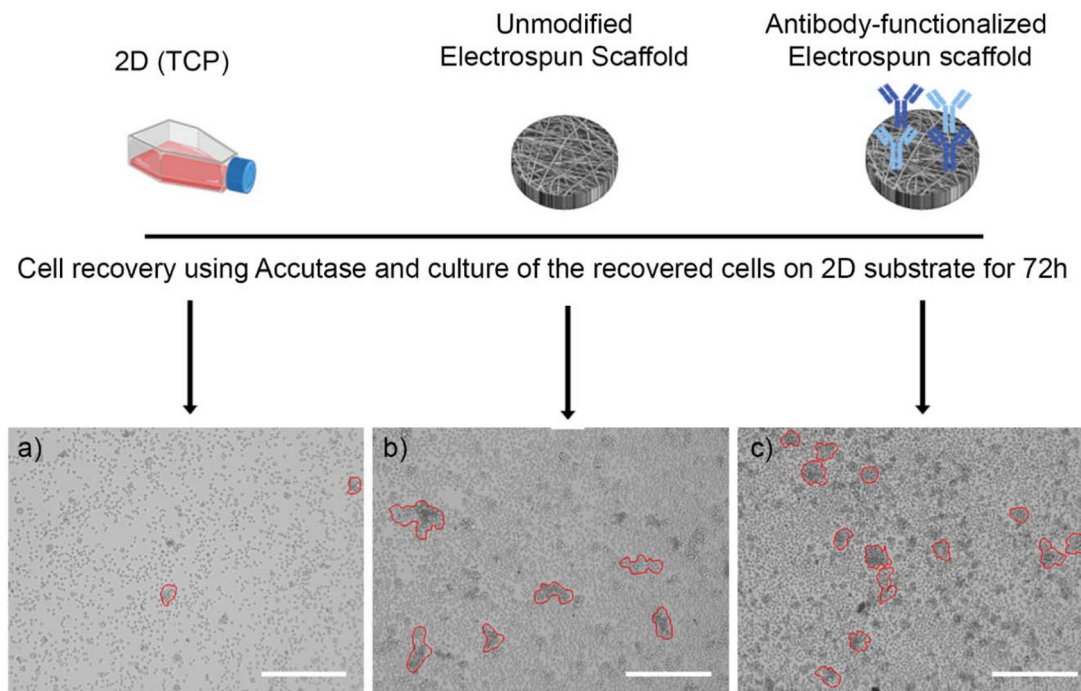 2D (TCP)
Unmodified
Electrospun Scaffold
Antibody-functionalized
Electrospun scaffold
Cell recovery using Accutase and culture of the recovered cells on 2D substrate for 72h
a)
b)
c)